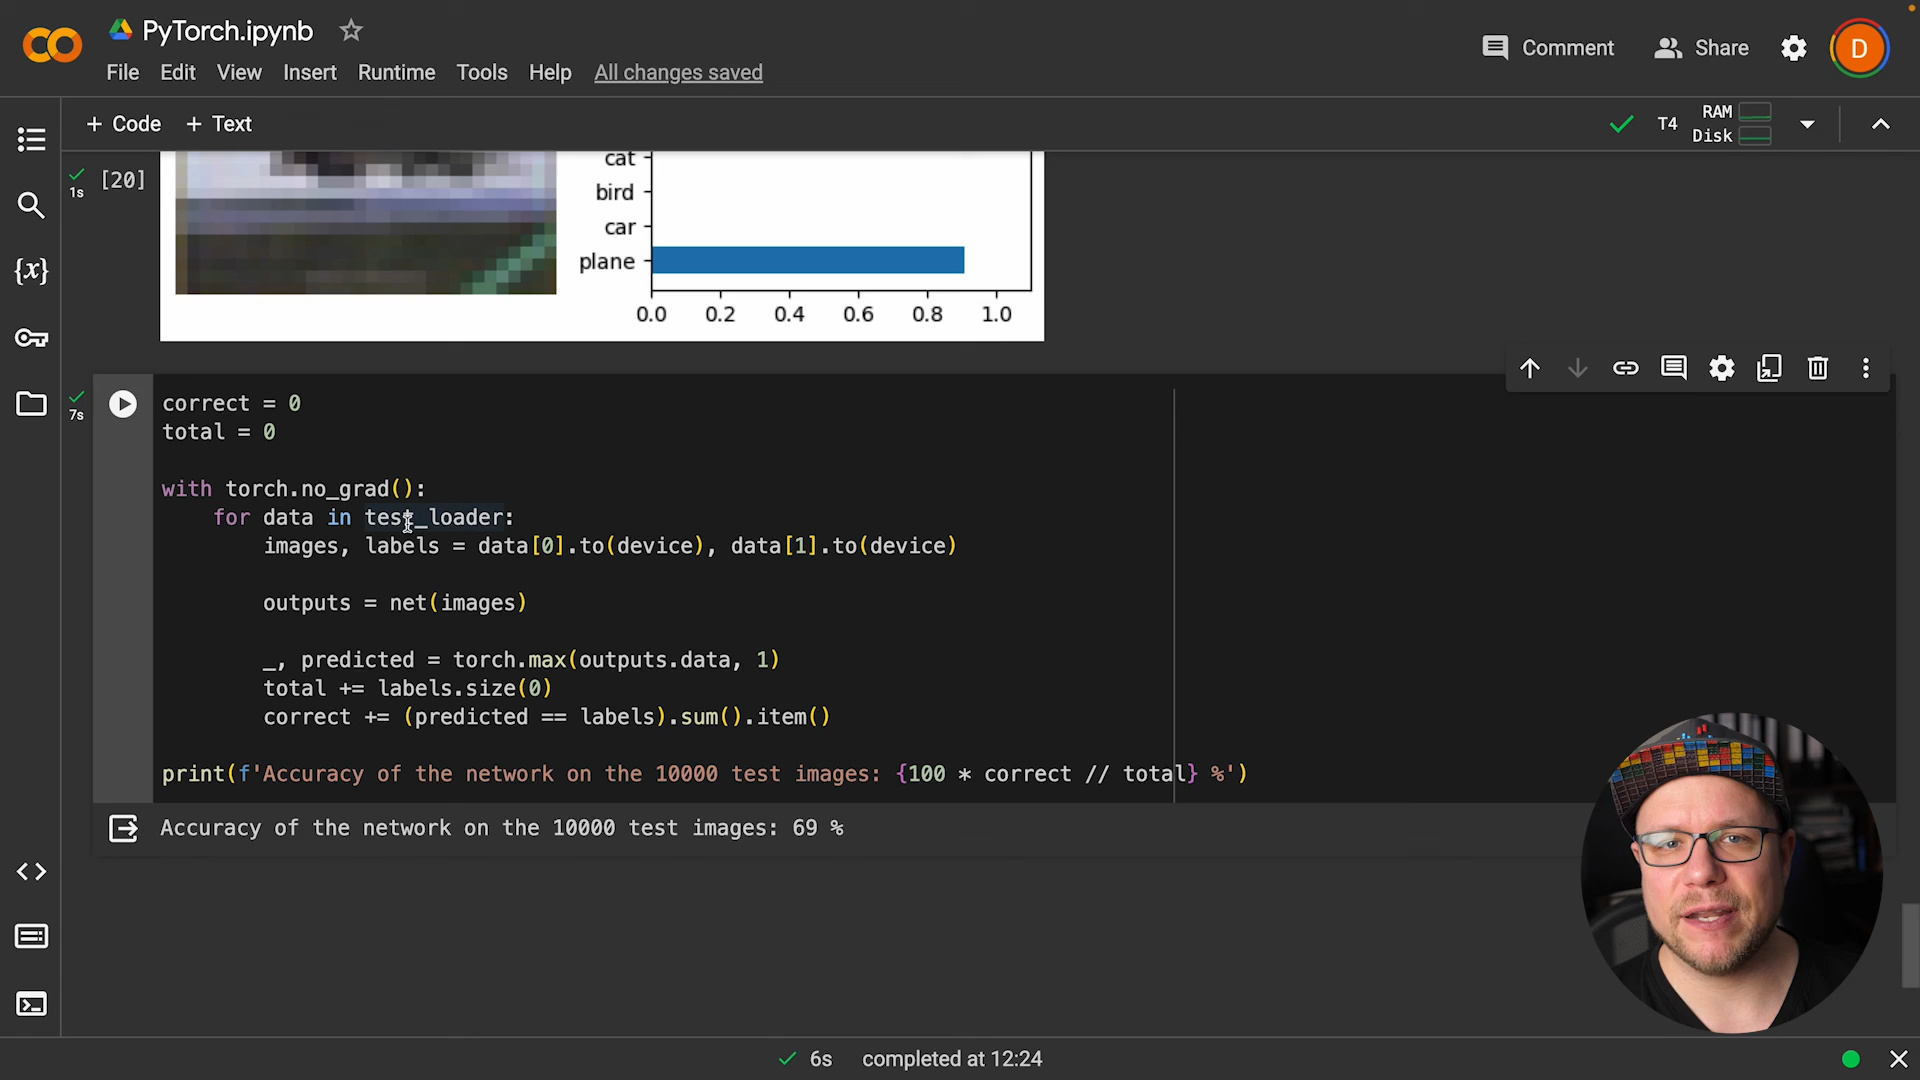 PyTorch.ipynb
File Edit View Insert Runtime Tools Help All changes saved
Comment Share D
+ Code + Text
T4 RAM Disk
1s [20]
cat
bird
car
plane
0.0 0.2 0.4 0.6 0.8 1.0
{x}
7s
correct = 0
total = 0
with torch.no_grad():
for data in test_loader:
images, labels = data[0].to(device), data[1].to(device)
outputs = net(images)
_, predicted = torch.max(outputs.data, 1)
total += labels.size(0)
correct += (predicted == labels).sum().item()
print(f'Accuracy of the network on the 10000 test images: {100 * correct // total} %')
Accuracy of the network on the 10000 test images: 69 %
6s completed at 12:24